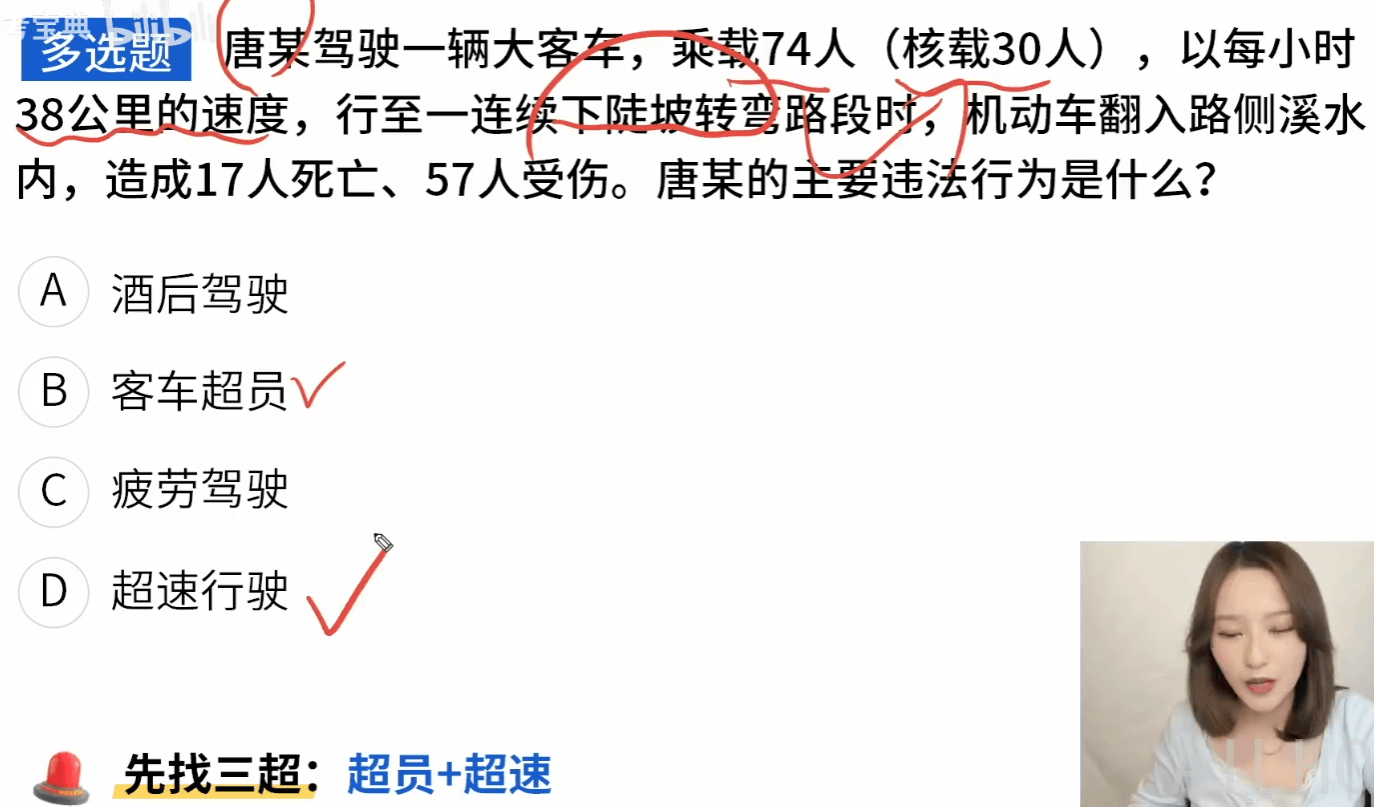 考宝典 bilibili
多选题 唐某驾驶一辆大客车，乘载74人（核载30人），以每小时
38公里的速度，行至一连续下陡坡转弯路段时，机动车翻入路侧溪水
内，造成17人死亡、57人受伤。唐某的主要违法行为是什么？
A 酒后驾驶
B 客车超员
C 疲劳驾驶
D 超速行驶
先找三超：超员+超速